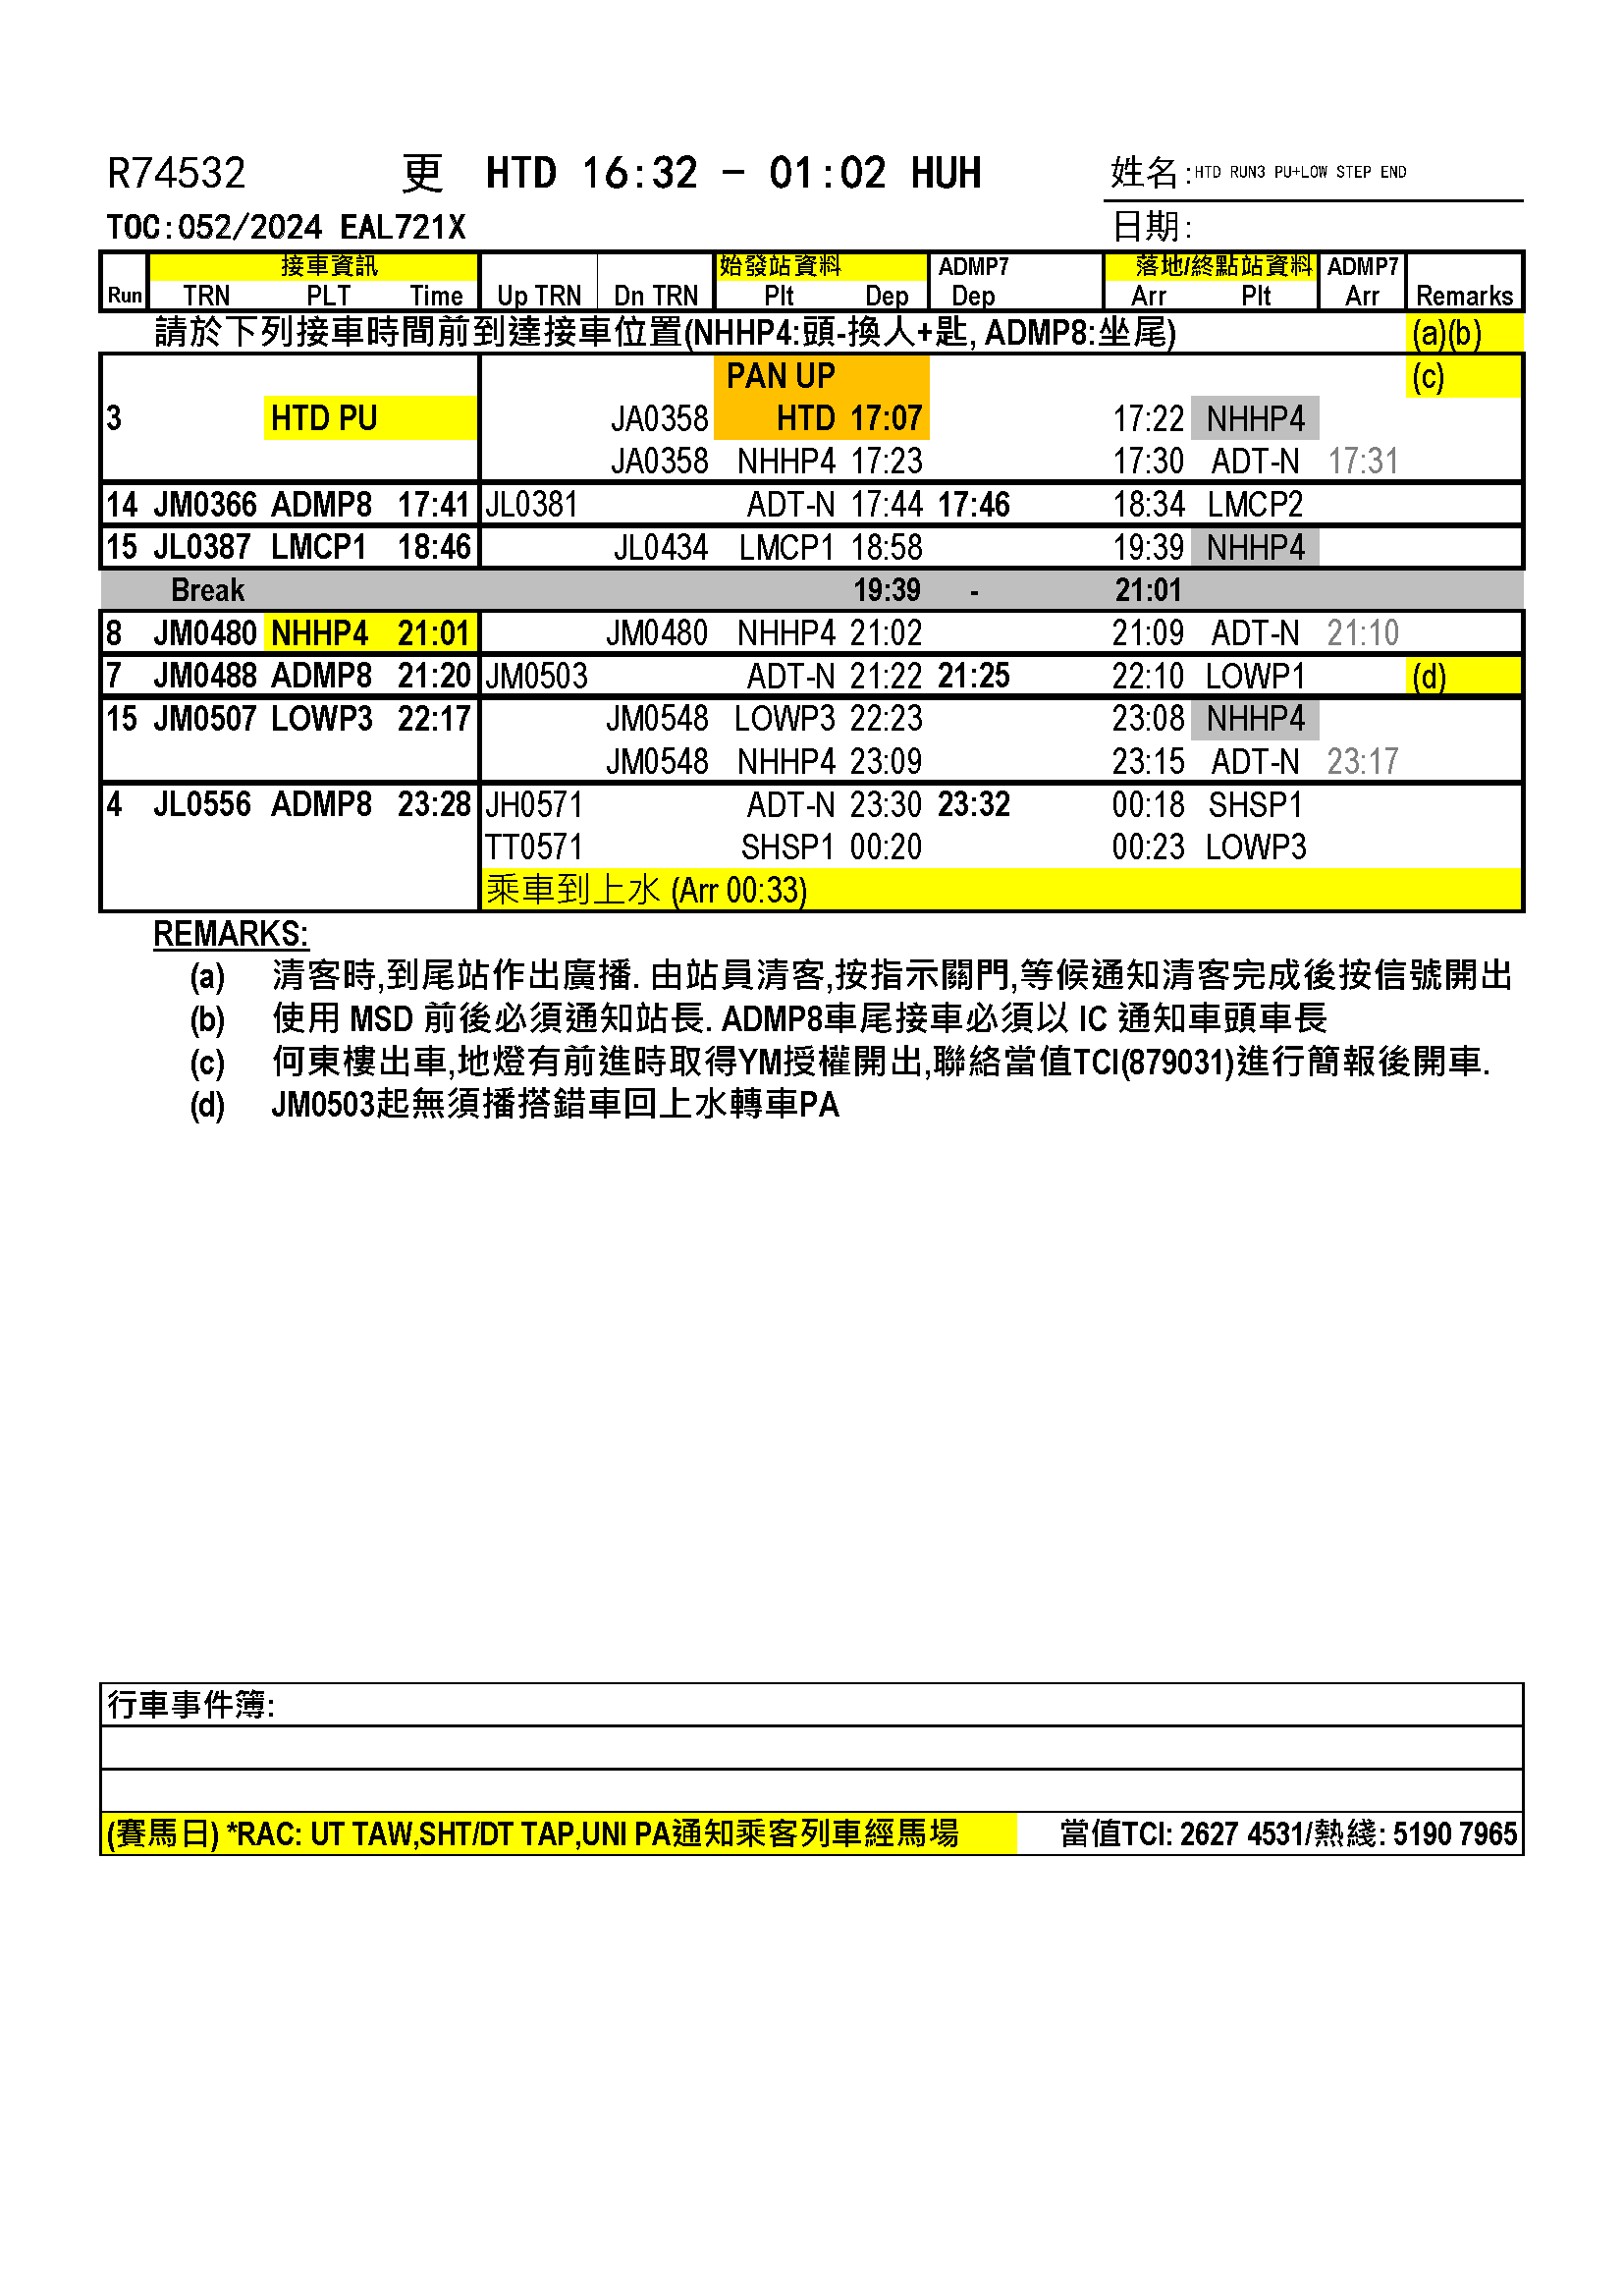 R74532 更 HTD 16:32 - 01:02 HUH 姓名:HTD RUN3 PU+LOW STEP END
TOC:052/2024 EAL721X 日期:
接車資訊 始發站資料 ADMP7 落地/終點站資料 ADMP7
Run TRN PLT Time Up TRN Dn TRN Plt Dep Dep Arr Plt Arr Remarks
請於下列接車時間前到達接車位置(NHHP4:頭-換人+匙, ADMP8:坐尾) (a)(b)
PAN UP (c)
3 HTD PU JA0358 HTD 17:07 17:22 NHHP4
JA0358 NHHP4 17:23 17:30 ADT-N 17:31
14 JM0366 ADMP8 17:41 JL0381 ADT-N 17:44 17:46 18:34 LMCP2
15 JL0387 LMCP1 18:46 JL0434 LMCP1 18:58 19:39 NHHP4
Break 19:39 - 21:01
8 JM0480 NHHP4 21:01 JM0480 NHHP4 21:02 21:09 ADT-N 21:10
7 JM0488 ADMP8 21:20 JM0503 ADT-N 21:22 21:25 22:10 LOWP1 (d)
15 JM0507 LOWP3 22:17 JM0548 LOWP3 22:23 23:08 NHHP4
JM0548 NHHP4 23:09 23:15 ADT-N 23:17
4 JL0556 ADMP8 23:28 JH0571 ADT-N 23:30 23:32 00:18 SHSP1
TT0571 SHSP1 00:20 00:23 LOWP3
乘車到上水 (Arr 00:33)
REMARKS:
(a) 清客時,到尾站作出廣播. 由站員清客,按指示關門,等候通知清客完成後按信號開出
(b) 使用 MSD 前後必須通知站長. ADMP8車尾接車必須以 IC 通知車頭車長
(c) 何東樓出車,地燈有前進時取得YM授權開出,聯絡當值TCI(879031)進行簡報後開車.
(d) JM0503起無須播搭錯車回上水轉車PA
行車事件簿:
(賽馬日) *RAC: UT TAW,SHT/DT TAP,UNI PA通知乘客列車經馬場 當值TCI: 2627 4531/熱綫: 5190 7965